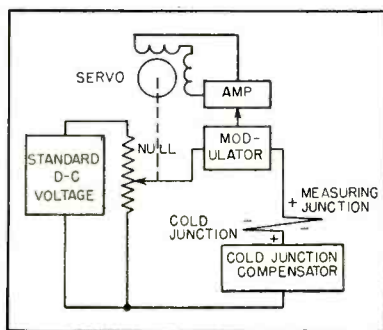 SERVO
AMP
NULL
MOD-
ULATOR
STANDARD
D-C
VOLTAGE
+ MEASURING
JUNCTION
-
COLD
JUNCTION
-
+
COLD JUNCTION
COMPENSATOR